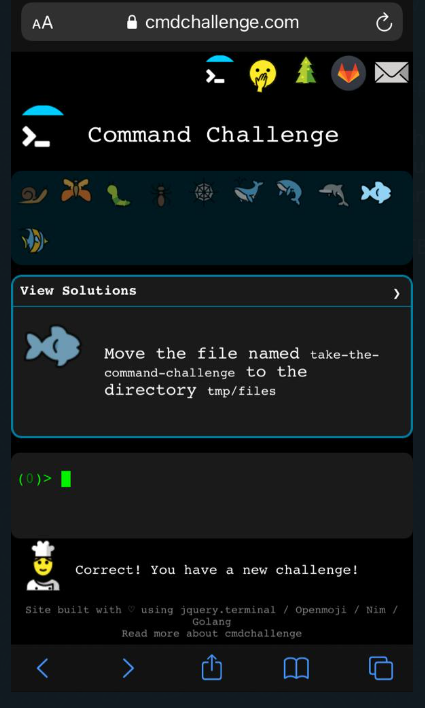 AA cmdchallenge.com
Command Challenge
View Solutions
Move the file named take-the-
command-challenge to the
directory tmp/files
(0)>
Correct! You have a new challenge!
Site built with ♡ using jquery.terminal / Openmoji / Nim /
Golang
Read more about cmdchallenge